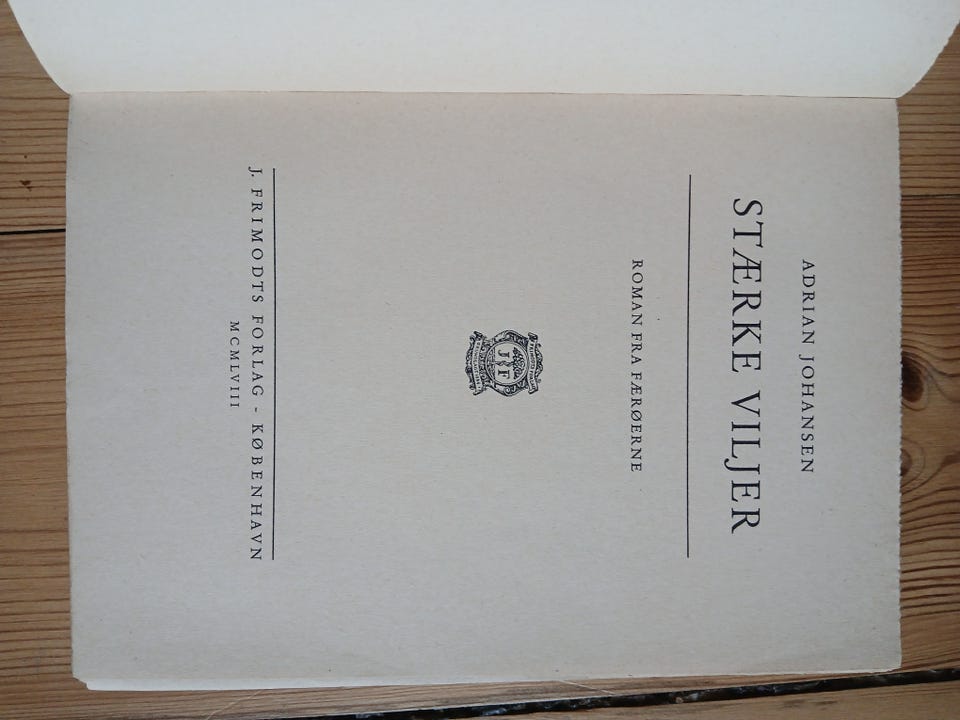 ADRIAN JOHANSEN
STÆRKE VILJER
ROMAN FRA FÆRØERNE
J F
J. FRIMODTS FORLAG - KØBENHAVN
MCMLVIII